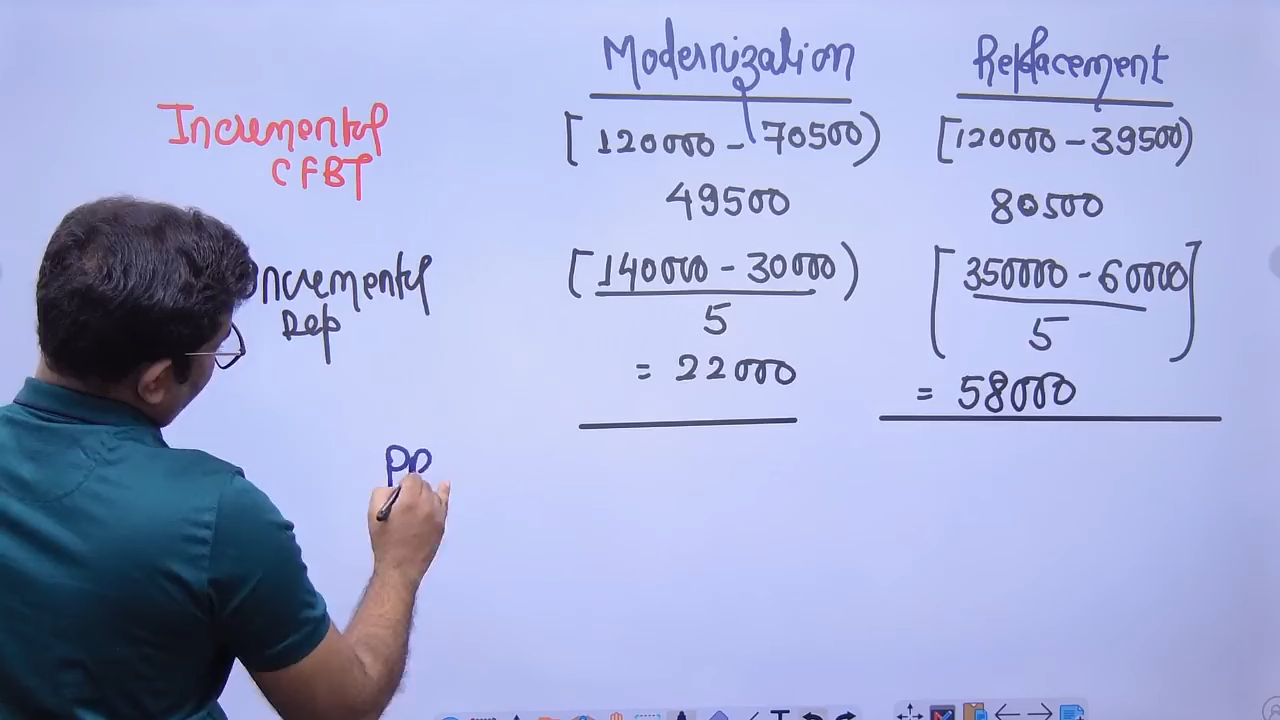 Modernization Replacement
Incremental [120000 - 70500) [120000 - 39500)
CFBT 49500 80500
Incremental [140000 - 30000) [350000 - 60000]
Dep 5 5
= 22000 = 58000
PP